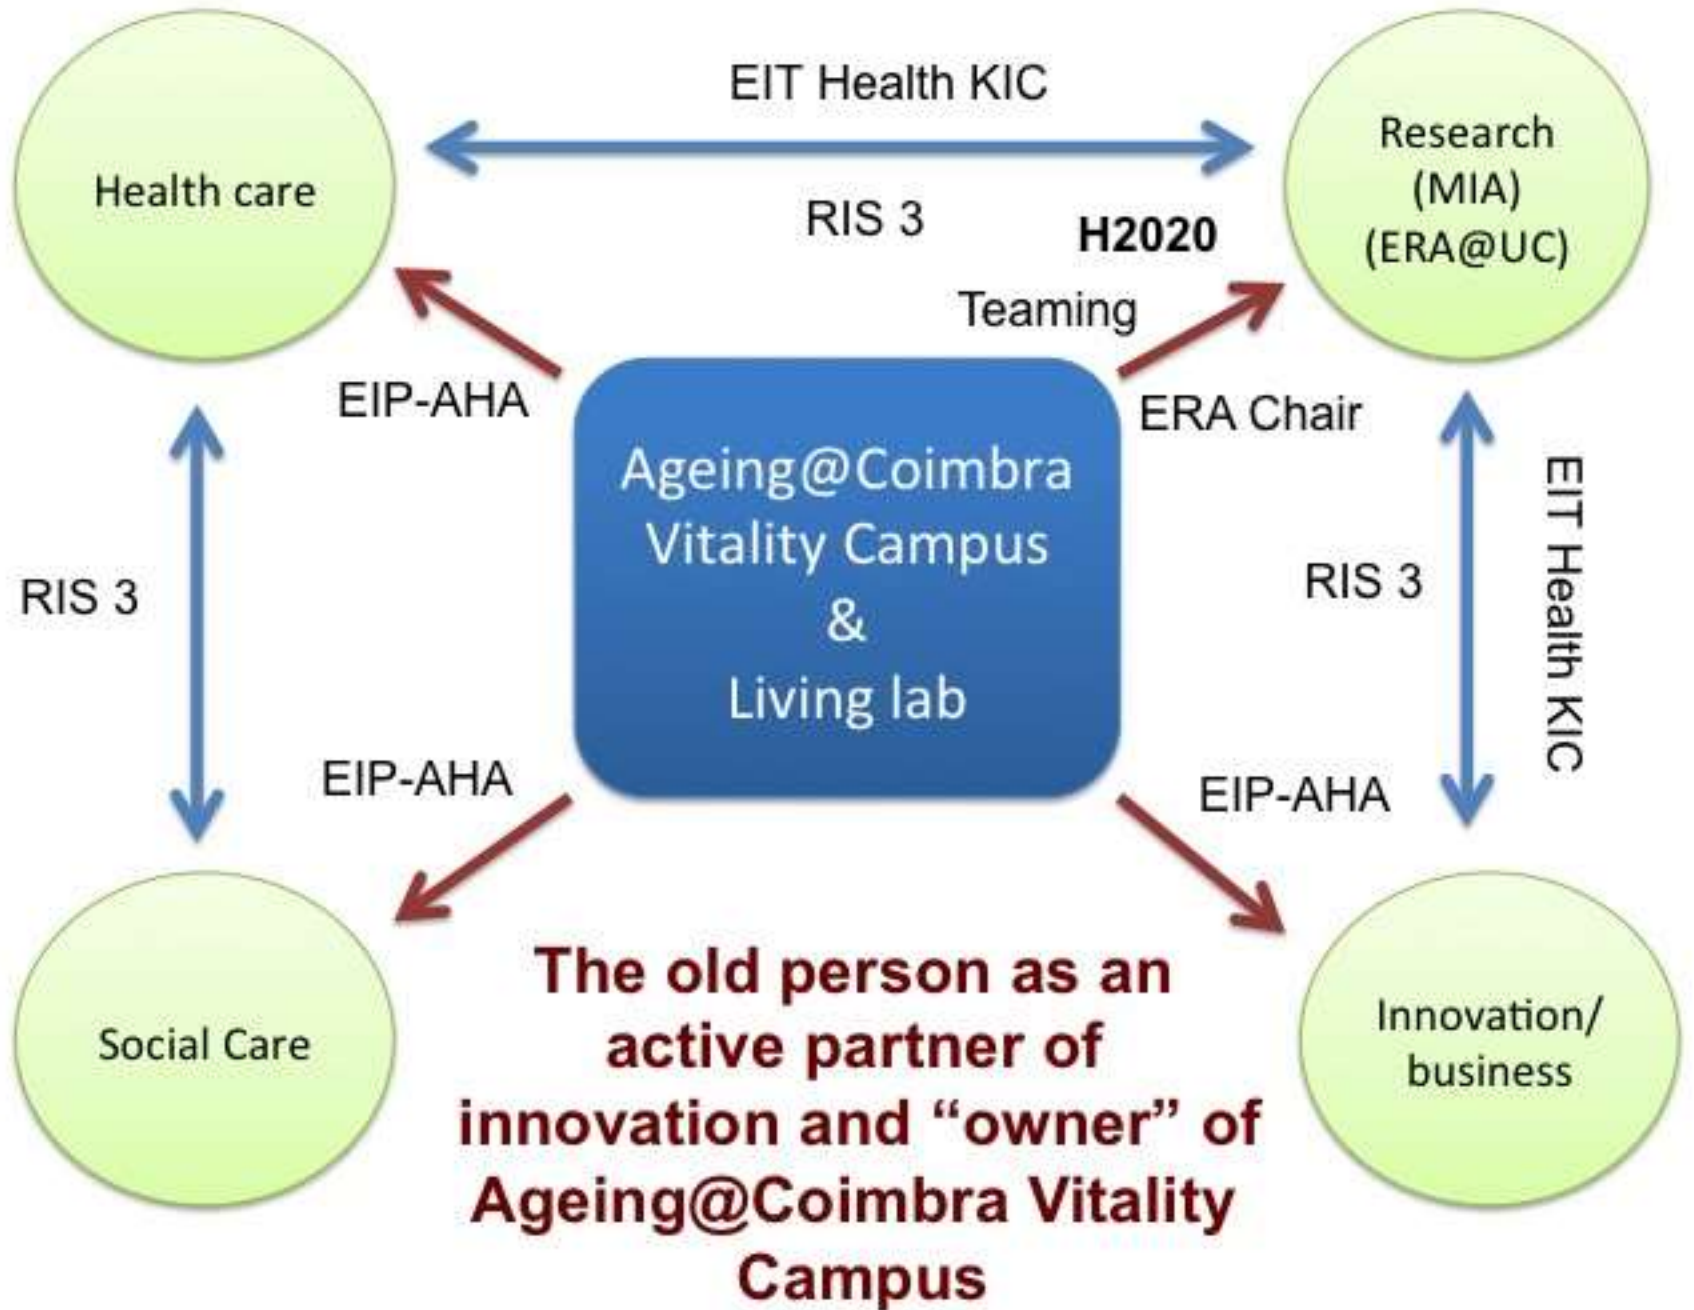 EIT Health KIC
Health care
RIS 3
H2020
Research
(MIA)
(ERA@UC)
Teaming
EIP-AHA
ERA Chair
Ageing@Coimbra
Vitality Campus
&
Living lab
RIS 3
RIS 3
EIT Health KIC
EIP-AHA
EIP-AHA
Social Care
Innovation/
business
The old person as an
active partner of
innovation and “owner” of
Ageing@Coimbra Vitality
Campus